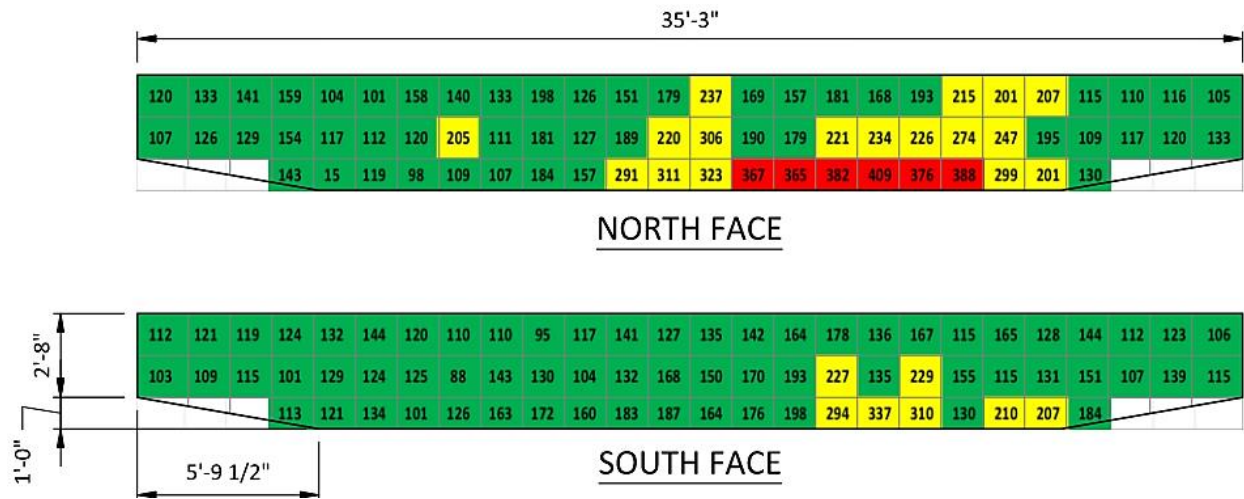 35'-3"
120 133 141 159 104 101 158 140 133 198 126 151 179 237 169 157 181 168 193 215 201 207 115 110 116 105
107 126 129 154 117 112 120 205 111 181 127 189 220 306 190 179 221 234 226 274 247 195 109 117 120 133
143 15 119 98 109 107 184 157 291 311 323 367 365 382 409 376 388 299 201 130
NORTH FACE
112 121 119 124 132 144 120 110 110 95 117 141 127 135 142 164 178 136 167 115 165 128 144 112 123 106
2'-8"
103 109 115 101 129 124 125 88 143 130 104 132 168 150 170 193 227 135 229 155 115 131 151 107 139 115
113 121 134 101 126 163 172 160 183 187 164 176 198 294 337 310 130 210 207 184
1'-0"
5'-9 1/2"
SOUTH FACE